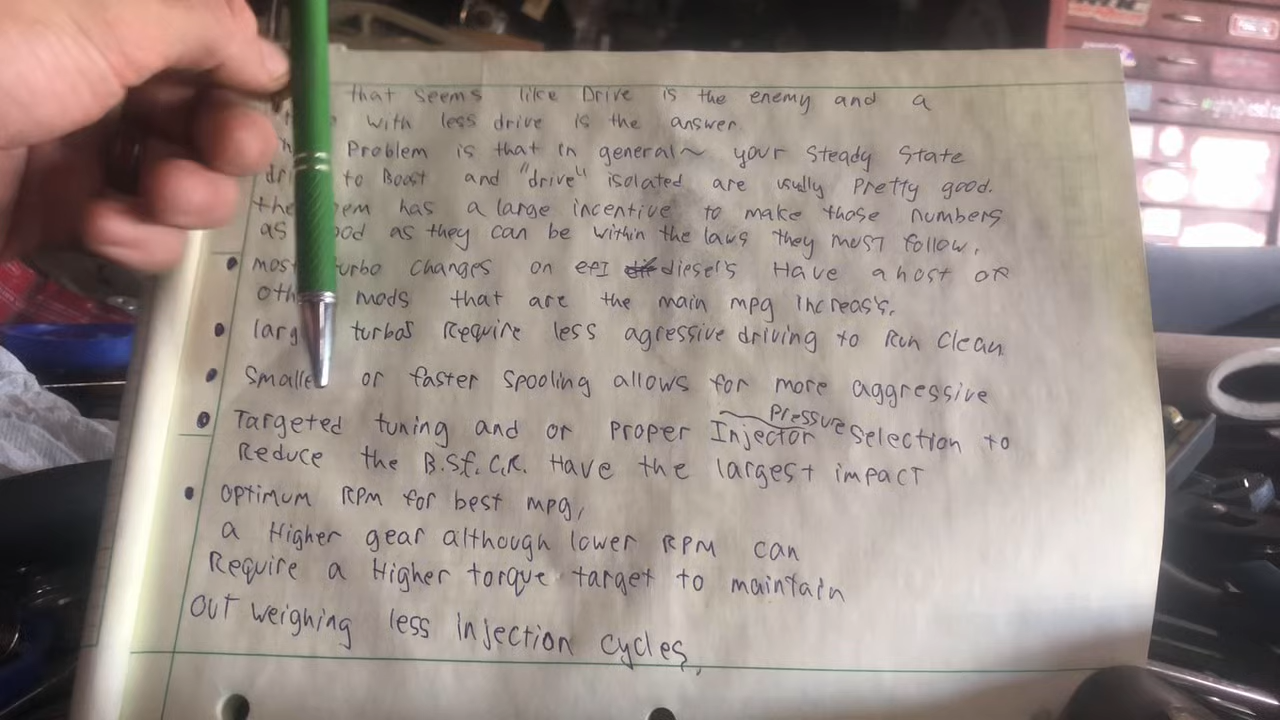 that seems like Drive is the enemy and a
with less drive is the answer
Problem is that in general~ your Steady State
to Boost and "drive" isolated are usully Pretty good.
the has a large incentive to make those numbers
as as they can be within the laws they must follow.
most changes on efI diesel's Have a host or
mods that are the main mpg Increas's.
turbos Require less agressive driving to Run Clean
or faster Spooling allows for more aggressive
Pressure
Targeted tuning and or Proper Injector Selection to
Reduce the B.S.f.C.R. Have the largest impact
Optimum RPM for best mpg,
a Higher gear although lower RPM can
Require a Higher torque target to maintain
Out weighing less Injection Cycles,